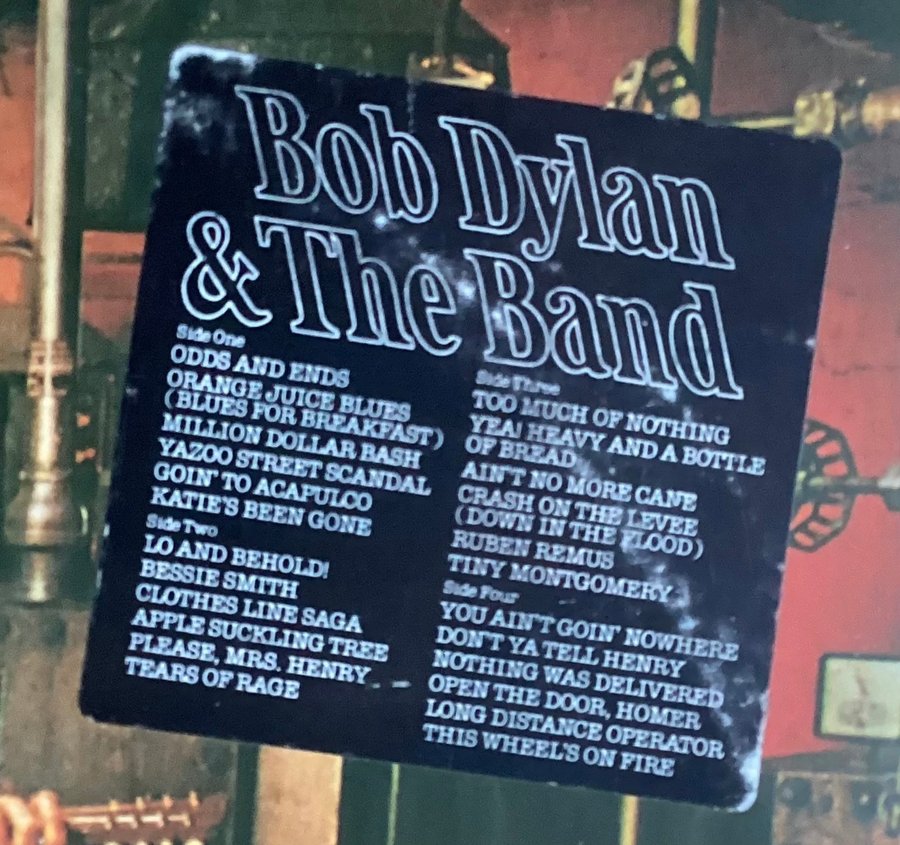 Bob Dylan
& The Band
Side One
ODDS AND ENDS
ORANGE JUICE BLUES
(BLUES FOR BREAKFAST)
MILLION DOLLAR BASH
YAZOO STREET SCANDAL
GOIN' TO ACAPULCO
KATIE'S BEEN GONE
Side Two
LO AND BEHOLD!
BESSIE SMITH
CLOTHES LINE SAGA
APPLE SUCKLING TREE
PLEASE, MRS. HENRY
TEARS OF RAGE
Side Three
TOO MUCH OF NOTHING
YEA! HEAVY AND A BOTTLE
OF BREAD
AIN'T NO MORE CANE
CRASH ON THE LEVEE
(DOWN IN THE FLOOD)
RUBEN REMUS
TINY MONTGOMERY
Side Four
YOU AIN'T GOIN' NOWHERE
DON'T YA TELL HENRY
NOTHING WAS DELIVERED
OPEN THE DOOR, HOMER
LONG DISTANCE OPERATOR
THIS WHEEL'S ON FIRE